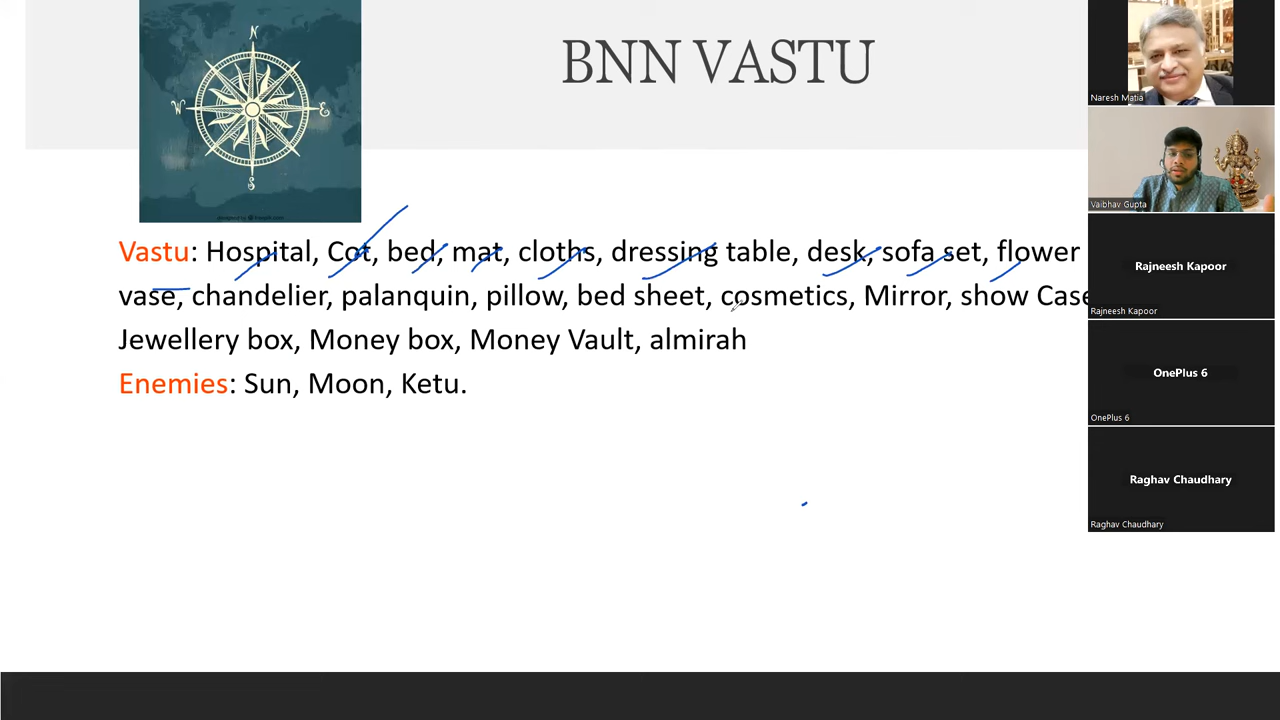 BNN VASTU
N
W
E
S
Vastu: Hospital, Cot, bed, mat, cloths, dressing table, desk, sofa set, flower
vase, chandelier, palanquin, pillow, bed sheet, cosmetics, Mirror, show Case
Jewellery box, Money box, Money Vault, almirah
Enemies: Sun, Moon, Ketu.
Naresh Matia
Vaibhav Gupta
Rajneesh Kapoor
Rajneesh Kapoor
OnePlus 6
OnePlus 6
Raghav Chaudhary
Raghav Chaudhary